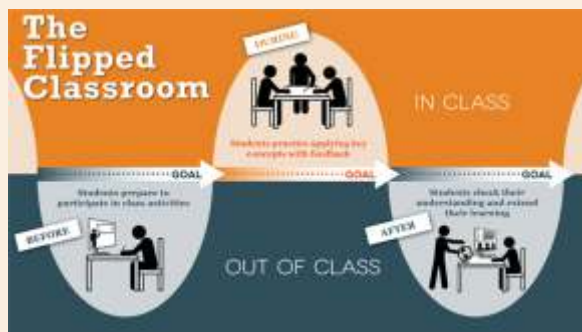 The
Flipped
Classroom
DURING
IN CLASS
Students practice applying key
concepts with feedback
GOAL
GOAL
GOAL
Students prepare to
participate in class activities
BEFORE
OUT OF CLASS
Students check their
understanding and extend
their learning
AFTER